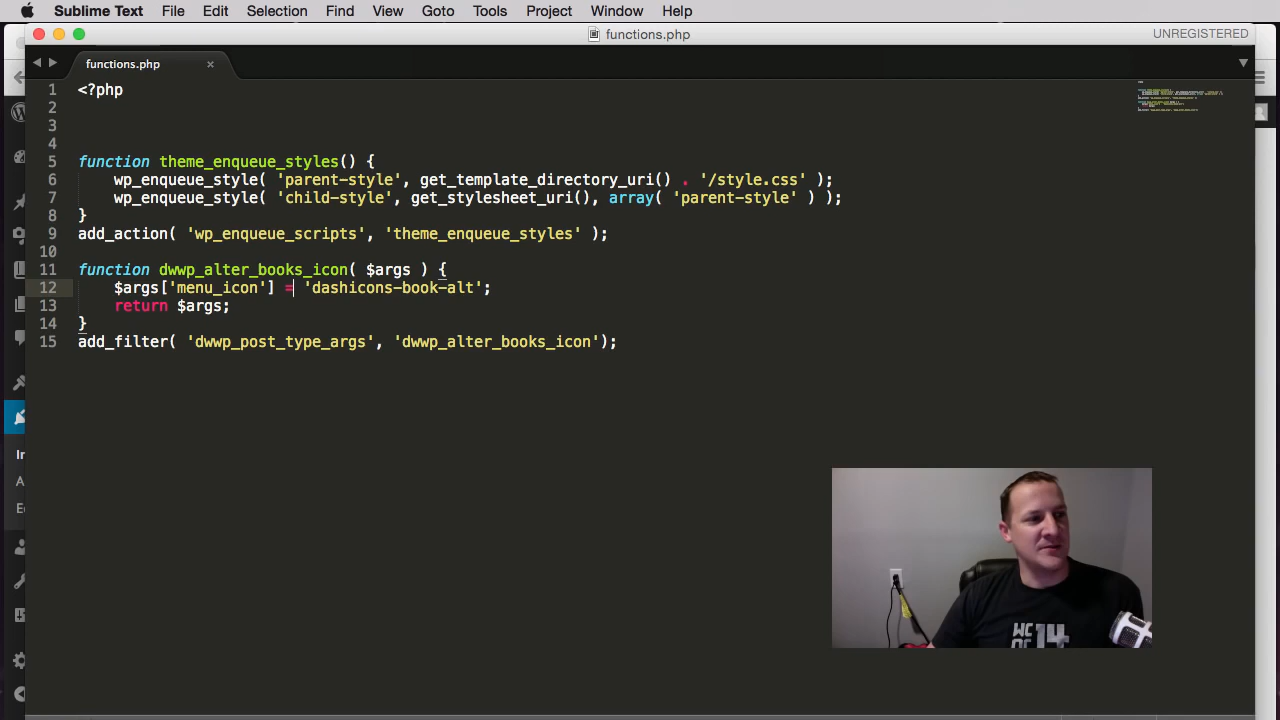 Sublime Text File Edit Selection Find View Goto Tools Project Window Help
functions.php
UNREGISTERED
functions.php ×
1 <?php
2
3
4
5 function theme_enqueue_styles() {
6 wp_enqueue_style( 'parent-style', get_template_directory_uri() . '/style.css' );
7 wp_enqueue_style( 'child-style', get_stylesheet_uri(), array( 'parent-style' ) );
8 }
9 add_action( 'wp_enqueue_scripts', 'theme_enqueue_styles' );
10
11 function dwwp_alter_books_icon( $args ) {
12 $args['menu_icon'] = 'dashicons-book-alt';
13 return $args;
14 }
15 add_filter( 'dwwp_post_type_args', 'dwwp_alter_books_icon');
In
A
WC
14